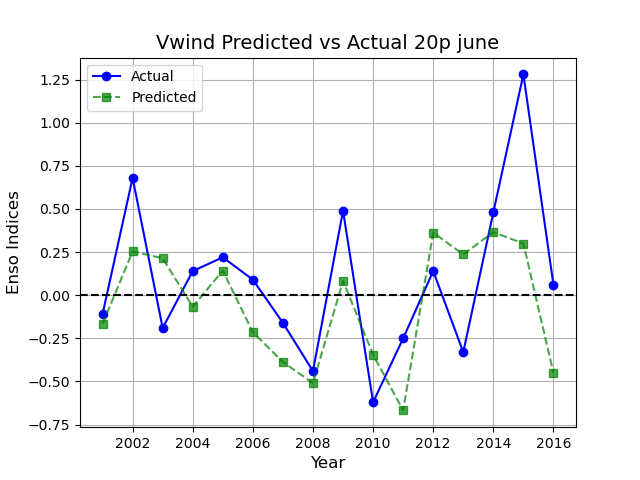 Vwind Predicted vs Actual 20p june
Actual
Predicted
Enso Indices
1.25
1.00
0.75
0.50
0.25
0.00
−0.25
−0.50
−0.75
2002 2004 2006 2008 2010 2012 2014 2016
Year